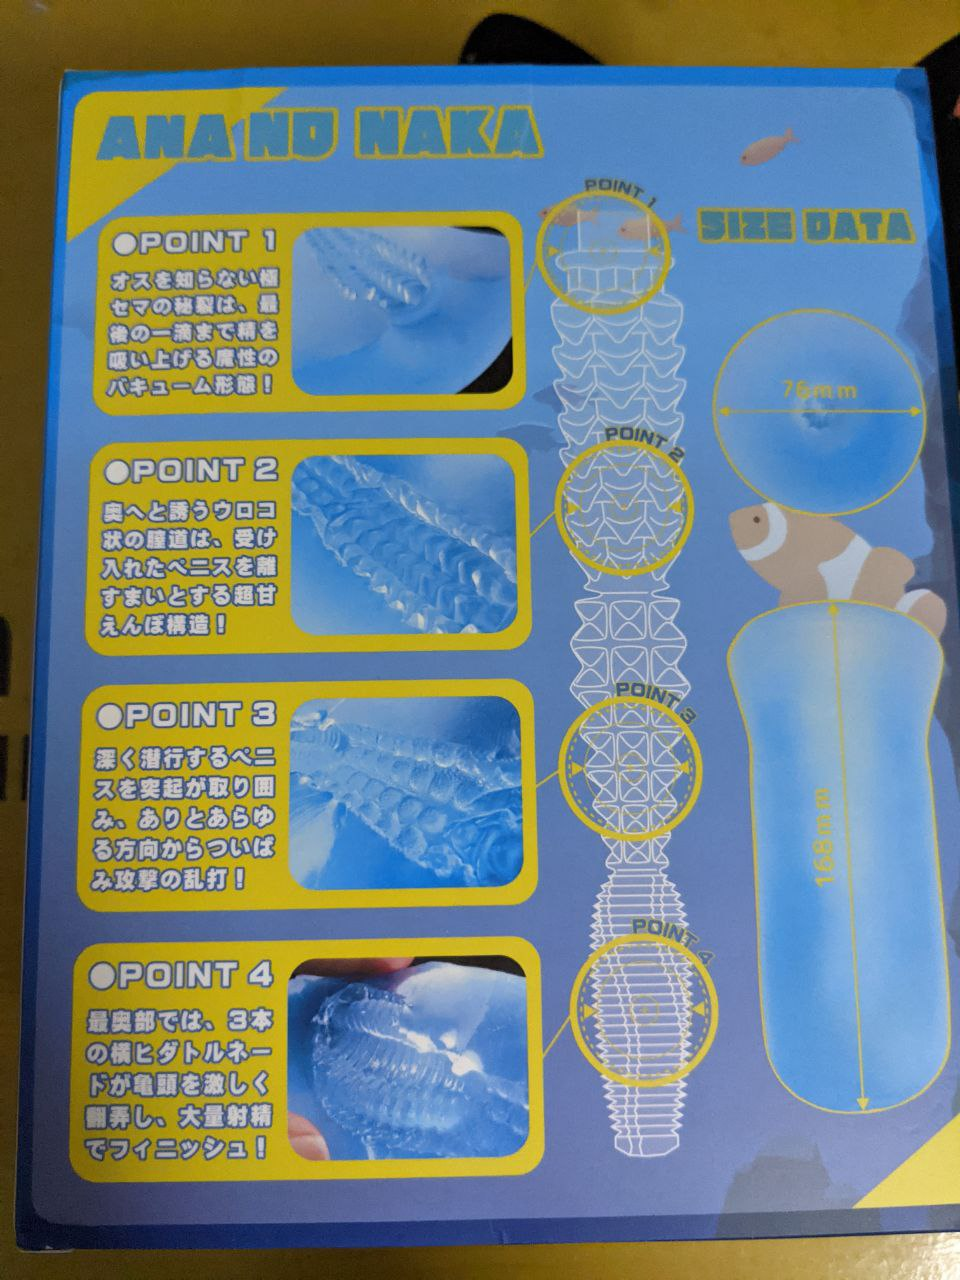 ANA NO NAKA
SIZE DATA
●POINT 1
オスを知らない極
セマの秘裂は、最
後の一滴まで精を
吸い上げる魔性の
バキューム形態！
●POINT 2
奥へと誘うウロコ
状の膣道は、受け
入れたペニスを離
すまいとする超甘
えんぼ構造！
●POINT 3
深く潜行するペニ
スを突起が取り囲
み、ありとあらゆ
る方向からついば
み攻撃の乱打！
●POINT 4
最奥部では、3本
の横ヒダトルネー
ドが亀頭を激しく
翻弄し、大量射精
でフィニッシュ！
POINT 1
POINT 2
POINT 3
POINT 4
76mm
168mm